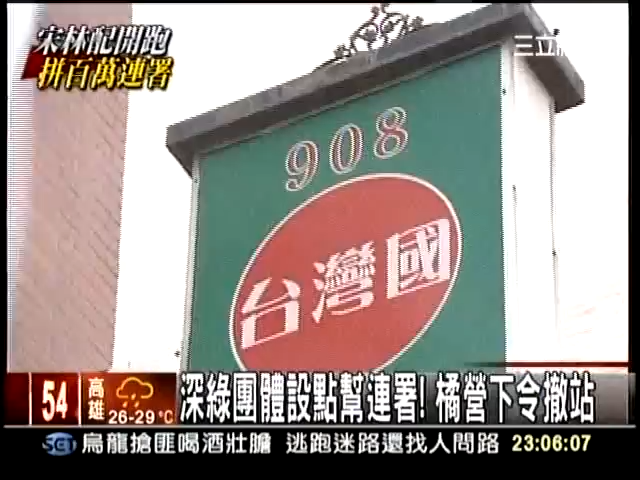 宋林配開跑
拼百萬連署
三立
908
台灣國
54
高雄
26-29°C
深綠團體設點幫連署! 橘營下令撤站
SET 烏龍搶匪喝酒壯膽 逃跑迷路還找人問路 23:06:07